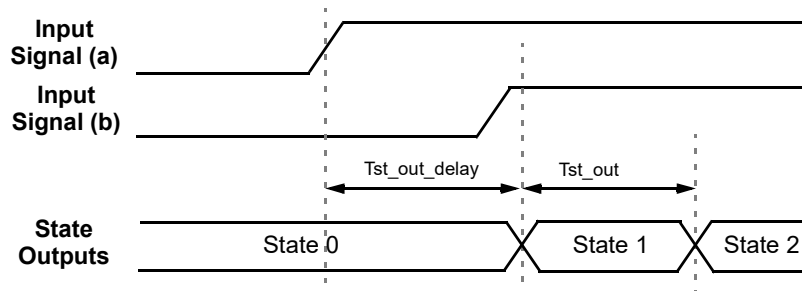 Input
Signal (a)
Input
Signal (b)
Tst_out_delay
Tst_out
State
Outputs
State 0
State 1
State 2